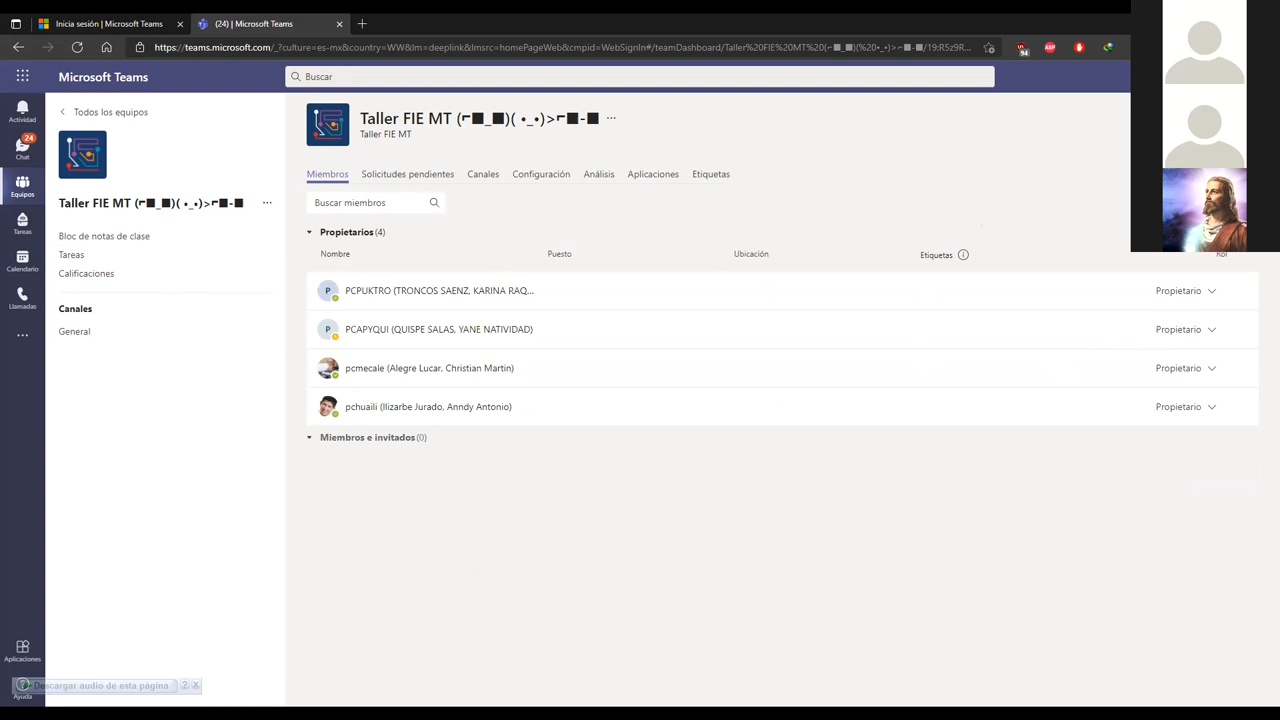 Inicia sesión | Microsoft Teams
(24) | Microsoft Teams
https://teams.microsoft.com/_?culture=es-mx&country=WW&lm=deeplink&lmsrc=homePageWeb&cmpid=WebSignIn#/teamDashboard/Taller%20FIE%20MT%20(⌐■_■)(%20•_•)>⌐■-■/19:R5z9R...
94
ABP
Microsoft Teams
Buscar
Actividad
24
Chat
Equipos
Tareas
Calendario
Llamadas
Aplicaciones
Ayuda
Todos los equipos
Taller FIE MT (⌐■_■)( •_•)>⌐■-■ ...
Bloc de notas de clase
Tareas
Calificaciones
Canales
General
Descargar audio de esta página ? x
Taller FIE MT (⌐■_■)( •_•)>⌐■-■ ...
Taller FIE MT
Miembros Solicitudes pendientes Canales Configuración Análisis Aplicaciones Etiquetas
Buscar miembros
Propietarios (4)
Nombre Puesto Ubicación Etiquetas Rol
P PCPUKTRO (TRONCOS SAENZ, KARINA RAQ... Propietario
P PCAPYQUI (QUISPE SALAS, YANE NATIVIDAD) Propietario
pcmecale (Alegre Lucar, Christian Martin) Propietario
pchuaili (Ilizarbe Jurado, Anndy Antonio) Propietario
Miembros e invitados (0)